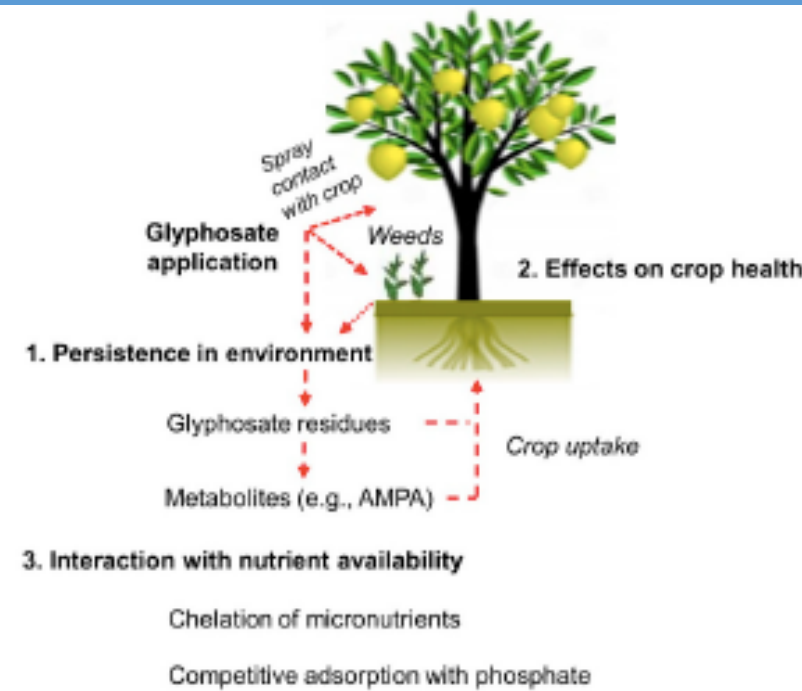 Spray
contact
with crop
Glyphosate
application
Weeds
2. Effects on crop health
1. Persistence in environment
Glyphosate residues
Crop uptake
Metabolites (e.g., AMPA)
3. Interaction with nutrient availability
Chelation of micronutrients
Competitive adsorption with phosphate